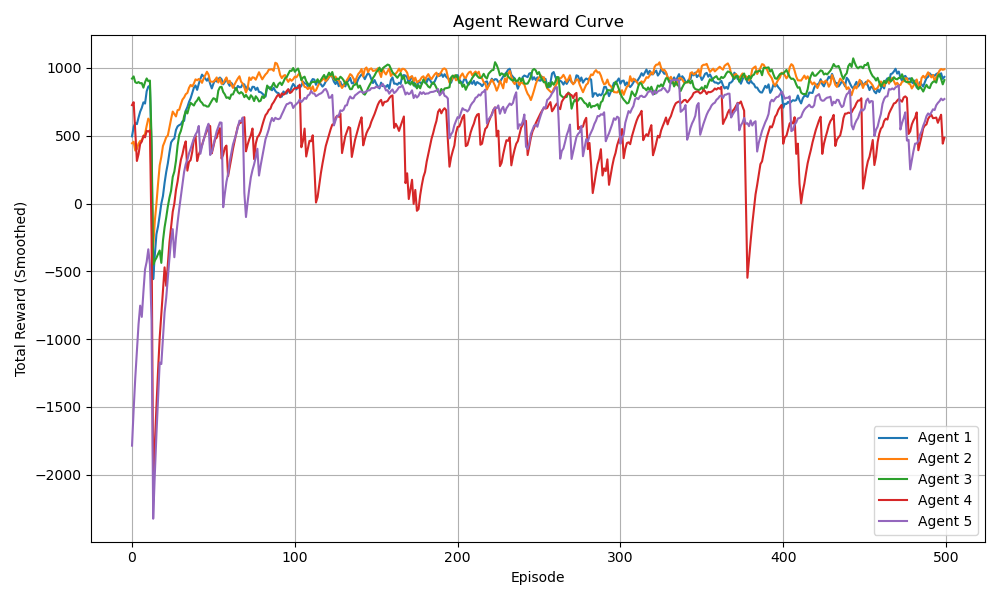 Agent Reward Curve
Total Reward (Smoothed)
1000
500
0
−500
−1000
−1500
−2000
0 100 200 300 400 500
Episode
Agent 1
Agent 2
Agent 3
Agent 4
Agent 5